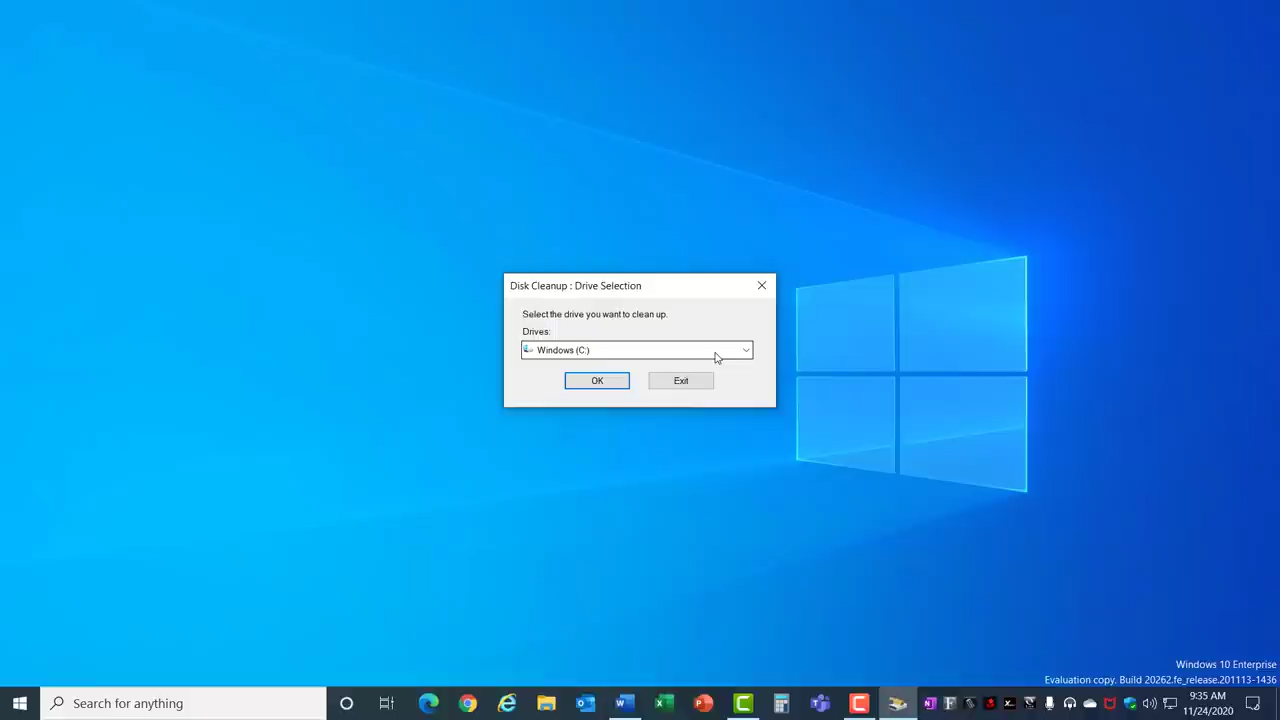 Disk Cleanup : Drive Selection
Select the drive you want to clean up.
Drives:
Windows (C:)
OK
Exit
Windows 10 Enterprise
Evaluation copy. Build 20262.fe_release.201113-1436
Search for anything
9:35 AM
11/24/2020